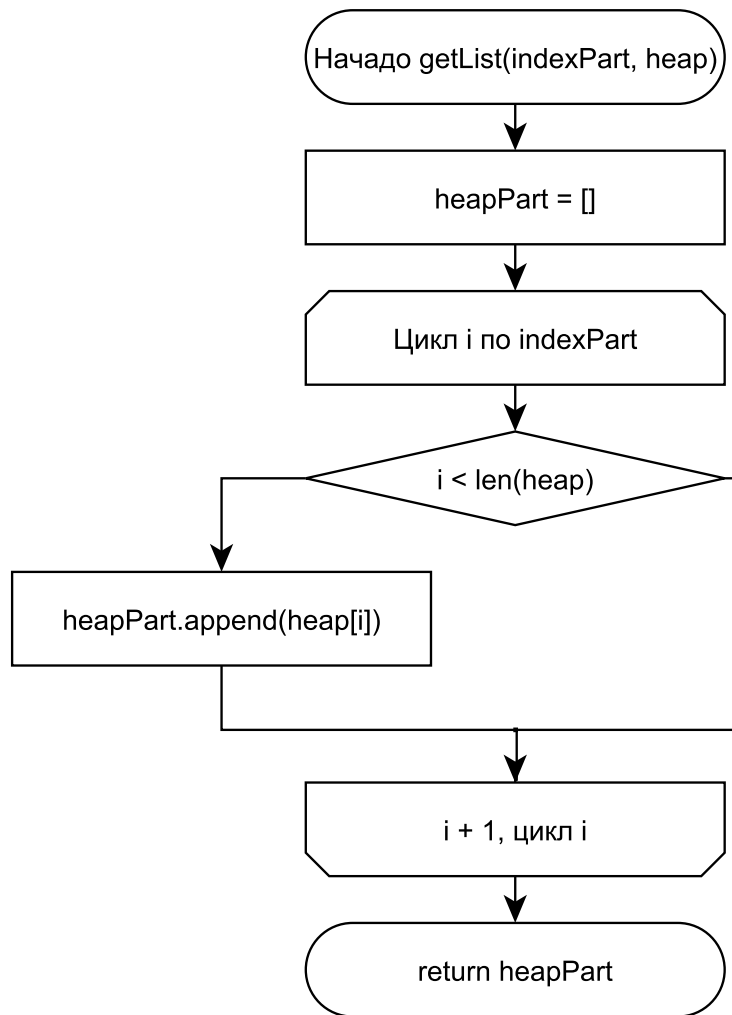 Начадо getList(indexPart, heap)
heapPart = []
Цикл i по indexPart
i < len(heap)
heapPart.append(heap[i])
i + 1, цикл i
return heapPart